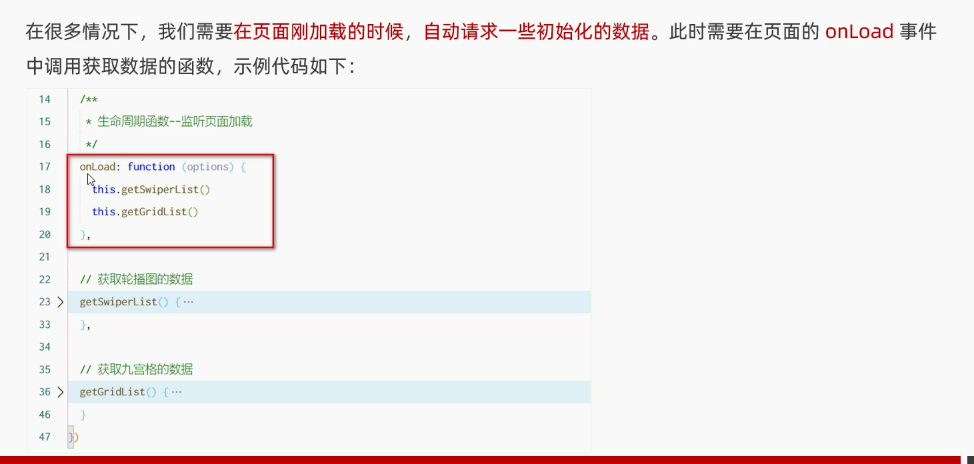 在很多情况下，我们需要在页面刚加载的时候，自动请求一些初始化的数据。此时需要在页面的 onLoad 事件
中调用获取数据的函数，示例代码如下：
14 /**
15 * 生命周期函数--监听页面加载
16 */
17 onLoad: function (options) {
18 this.getSwiperList()
19 this.getGridList()
20 },
21
22 // 获取轮播图的数据
23 getSwiperList() { ⋯
33 },
34
35 // 获取九宫格的数据
36 getGridList() { ⋯
46 }
47 })